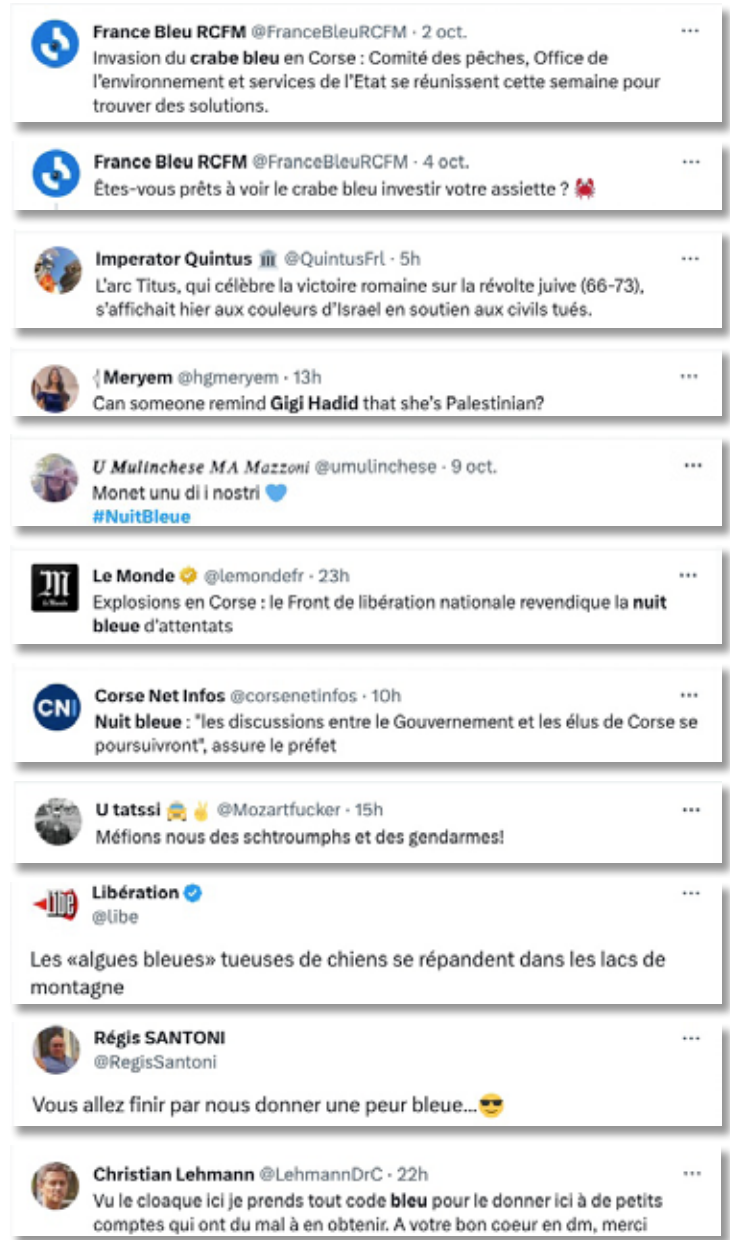 France Bleu RCFM @FranceBleuRCFM · 2 oct.
Invasion du crabe bleu en Corse : Comité des pêches, Office de
l'environnement et services de l'Etat se réunissent cette semaine pour
trouver des solutions.
France Bleu RCFM @FranceBleuRCFM · 4 oct.
Êtes-vous prêts à voir le crabe bleu investir votre assiette ? 🦀
Imperator Quintus 🏛️ @QuintusFrl · 5h
L'arc Titus, qui célèbre la victoire romaine sur la révolte juive (66-73),
s'affichait hier aux couleurs d'Israel en soutien aux civils tués.
Meryem @hgmeryem · 13h
Can someone remind Gigi Hadid that she's Palestinian?
U Mulinchese MA Mazzoni @umulinchese · 9 oct.
Monet unu di i nostri 💙
#NuitBleue
M
Le Monde
Le Monde @lemondefr · 23h
Explosions en Corse : le Front de libération nationale revendique la nuit
bleue d'attentats
CNI
Corse Net Infos @corsenetinfos · 10h
Nuit bleue : "les discussions entre le Gouvernement et les élus de Corse se
poursuivront", assure le préfet
U tatssi 🚖 ✌️ @Mozartfucker · 15h
Méfions nous des schtroumphs et des gendarmes!
Libé
Libération
@libe
Les «algues bleues» tueuses de chiens se répandent dans les lacs de
montagne
Régis SANTONI
@RegisSantoni
Vous allez finir par nous donner une peur bleue...😎
Christian Lehmann @LehmannDrC · 22h
Vu le cloaque ici je prends tout code bleu pour le donner ici à de petits
comptes qui ont du mal à en obtenir. A votre bon coeur en dm, merci